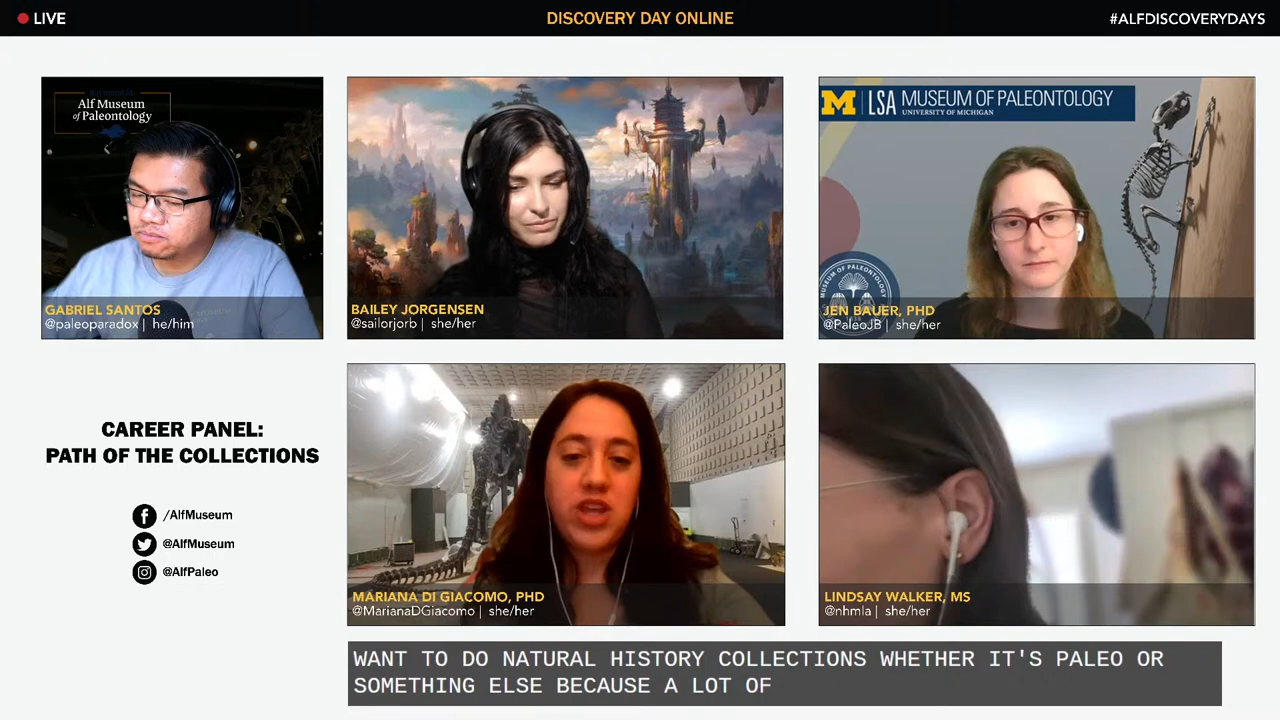 LIVE
DISCOVERY DAY ONLINE
#ALFDISCOVERYDAYS
Alf Museum
of Paleontology
GABRIEL SANTOS
@paleoparadox | he/him
BAILEY JORGENSEN
@sailorjorb | she/her
M | LSA MUSEUM OF PALEONTOLOGY
UNIVERSITY OF MICHIGAN
MUSEUM OF PALEONTOLOGY
JEN BAUER, PHD
@PaleoJB | she/her
CAREER PANEL:
PATH OF THE COLLECTIONS
/AlfMuseum
@AlfMuseum
@AlfPaleo
MARIANA DI GIACOMO, PHD
@MarianaDGiacomo | she/her
LINDSAY WALKER, MS
@nhmla | she/her
WANT TO DO NATURAL HISTORY COLLECTIONS WHETHER IT'S PALEO OR
SOMETHING ELSE BECAUSE A LOT OF